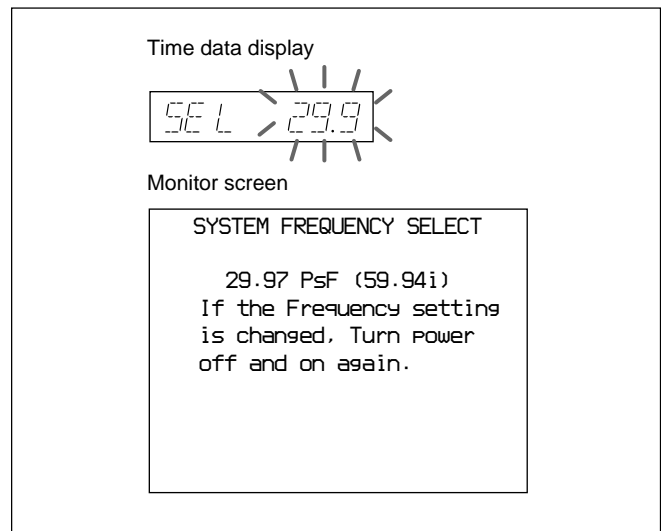 Time data display
SEL 29.9
Monitor screen
SYSTEM FREQUENCY SELECT
29.97 PsF (59.94i)
If the Frequency setting
is changed, Turn power
off and on again.